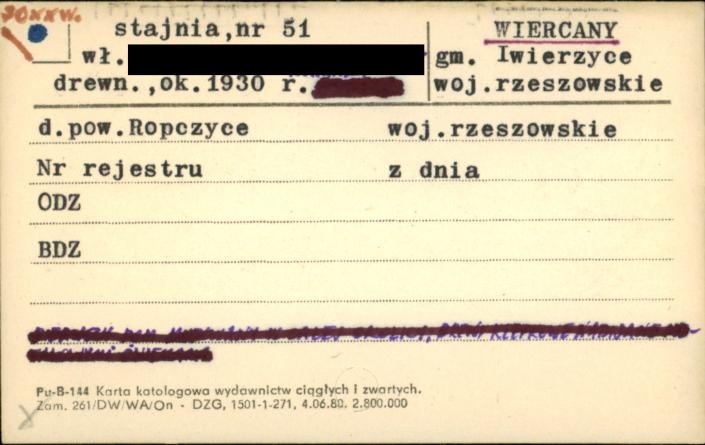 30XXW.
stajnia,nr 51
WIERCANY
wł.
gm. Iwierzyce
drewn.,ok.1930 r.
woj.rzeszowskie
d.pow.Ropczyce woj.rzeszowskie
Nr rejestru z dnia
ODZ
BDZ
Pu-B-144 Karta katologowa wydawnictw ciągłych i zwartych.
Zam. 261/DW/WA/On - DZG, 1501-1-271, 4.06.80. 2.800.000